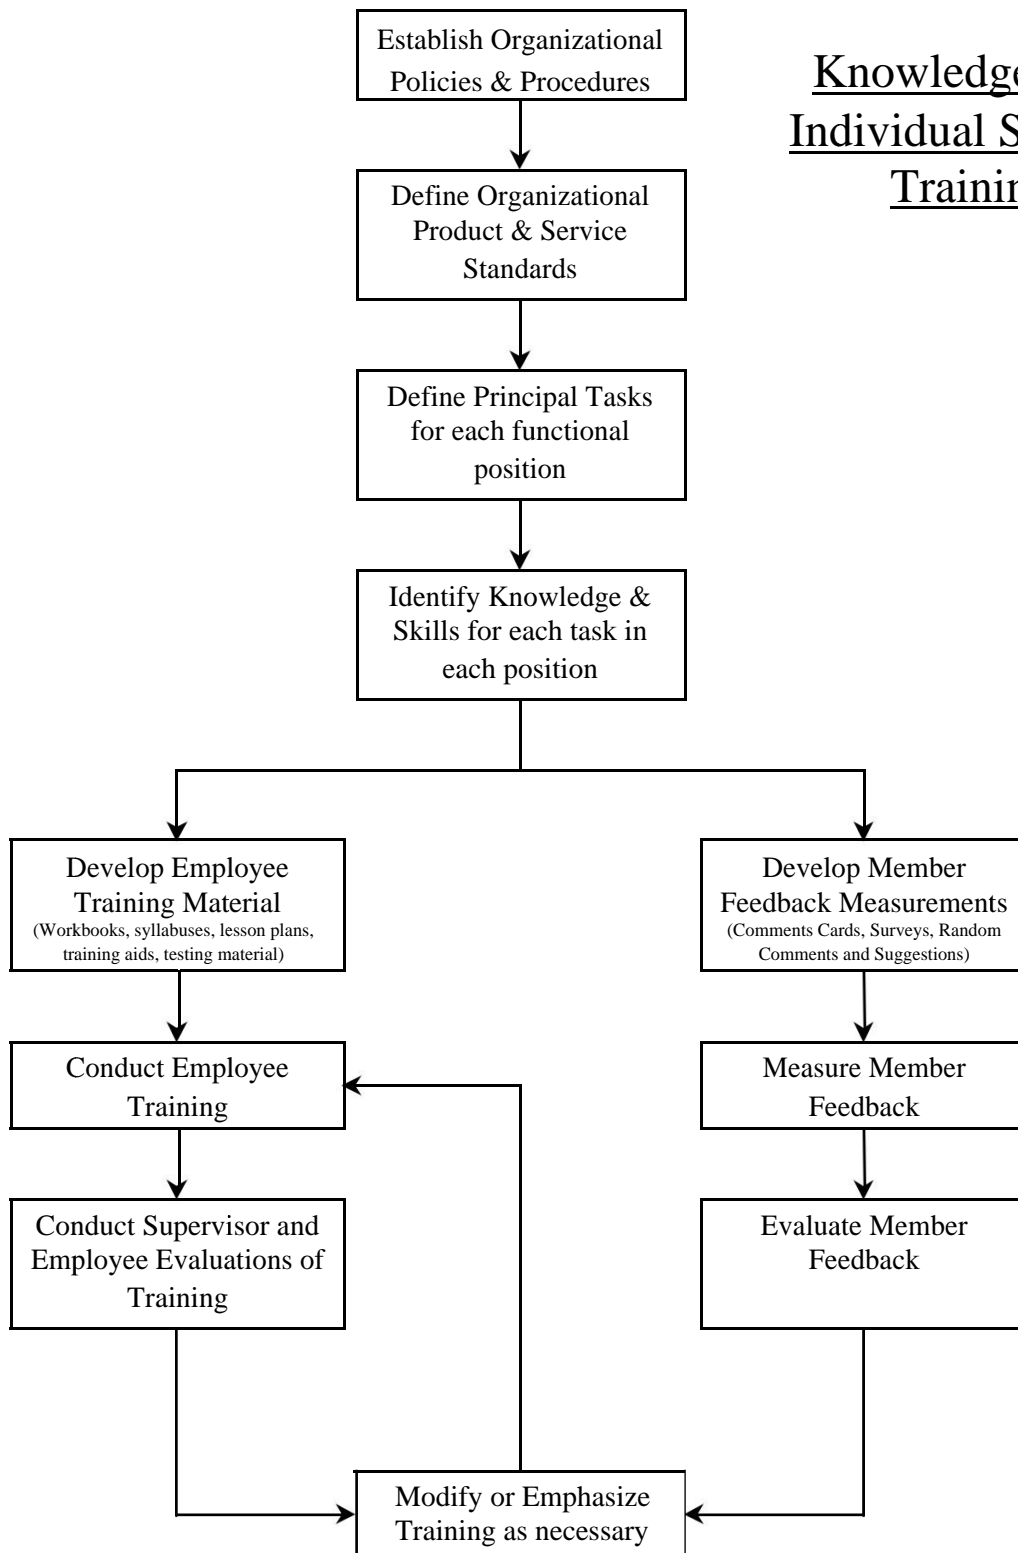 Establish Organizational
Policies & Procedures
Knowledge
Individual S
Trainin
Define Organizational
Product & Service
Standards
Define Principal Tasks
for each functional
position
Identify Knowledge &
Skills for each task in
each position
Develop Employee
Training Material
(Workbooks, syllabuses, lesson plans,
training aids, testing material)
Develop Member
Feedback Measurements
(Comments Cards, Surveys, Random
Comments and Suggestions)
Conduct Employee
Training
Measure Member
Feedback
Conduct Supervisor and
Employee Evaluations of
Training
Evaluate Member
Feedback
Modify or Emphasize
Training as necessary